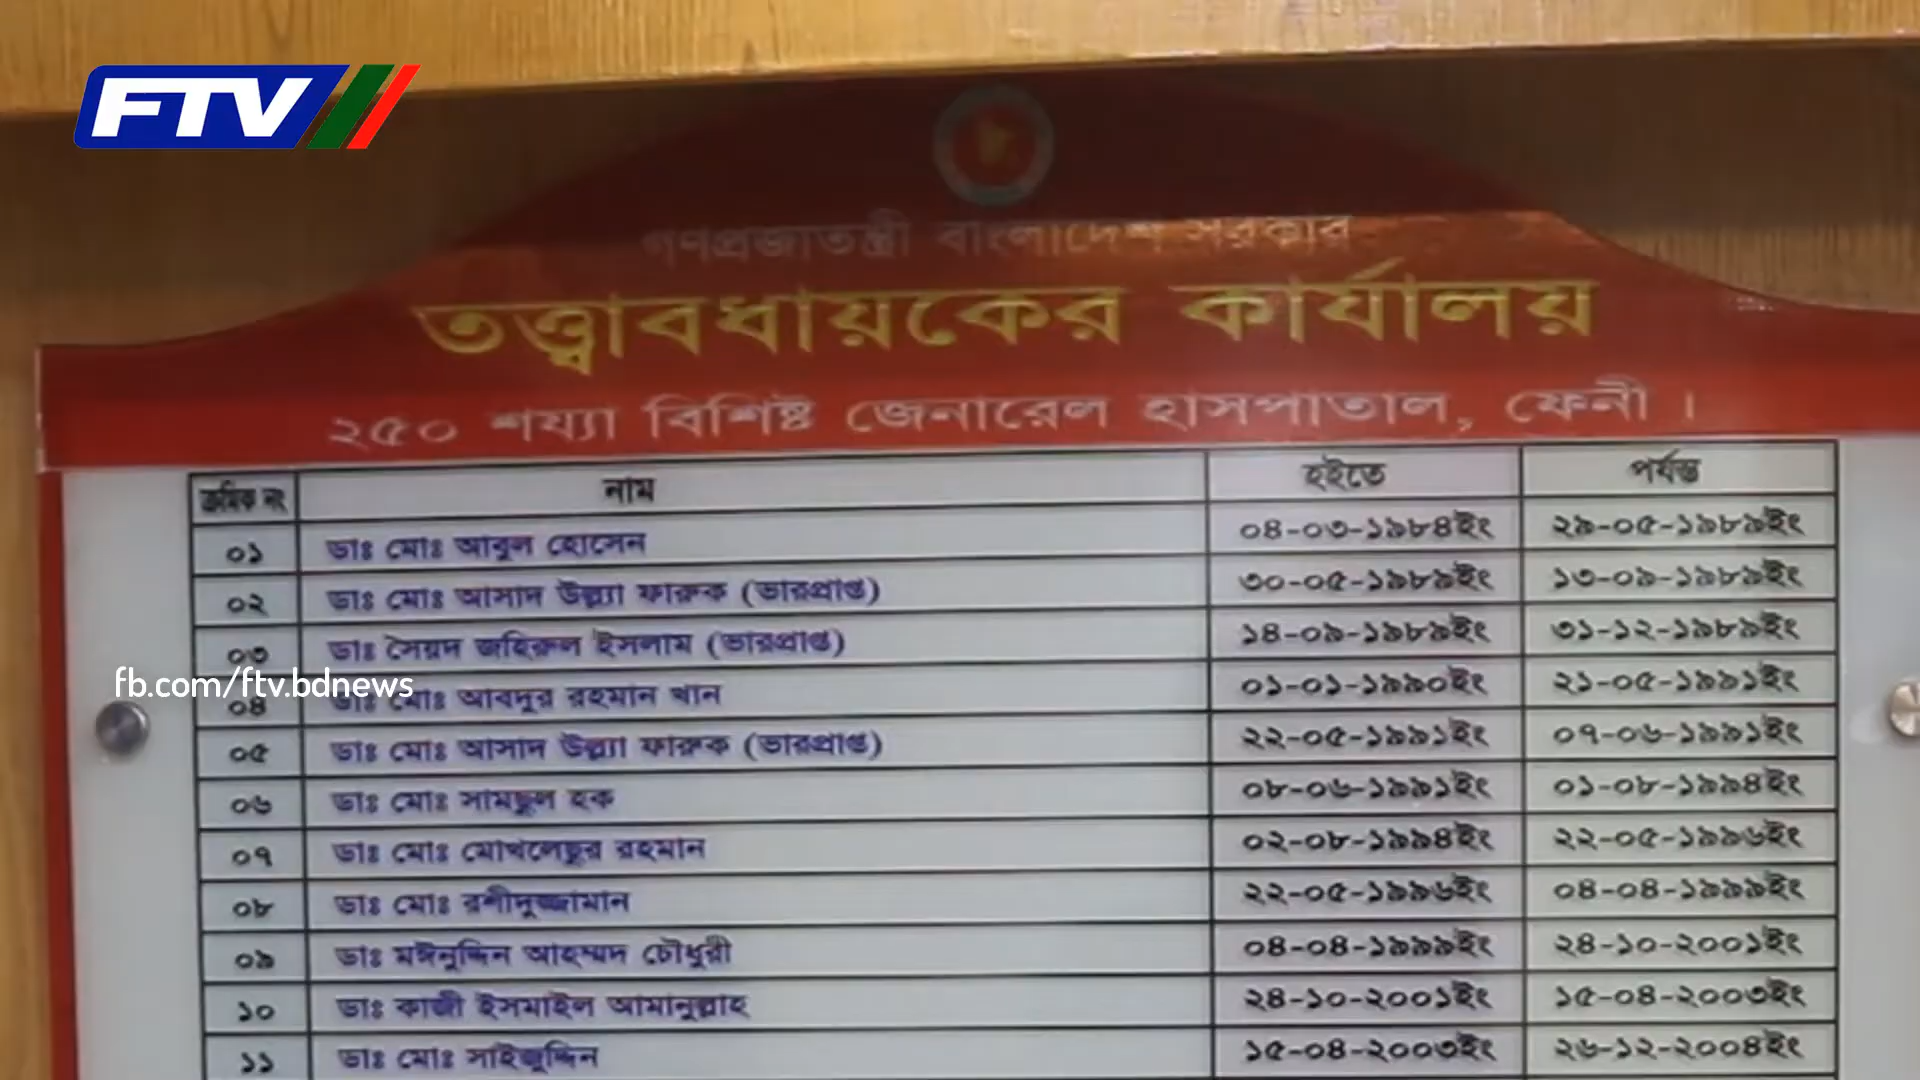 FTV
গণপ্রজাতন্ত্রী বাংলাদেশ সরকার
তত্ত্বাবধায়কের কার্যালয়
২৫০ শয্যা বিশিষ্ট জেনারেল হাসপাতাল, ফেনী।
ক্রমিক নং নাম হইতে পর্যন্ত
০১ ডাঃ মোঃ আবুল হোসেন ০৪-০৩-১৯৮৪ইং ২৯-০৫-১৯৮৯ইং
০২ ডাঃ মোঃ আসাদ উল্ল্যা ফারুক (ভারপ্রাপ্ত) ৩০-০৫-১৯৮৯ইং ১৩-০৯-১৯৮৯ইং
০৩ ডাঃ সৈয়দ জহিরুল ইসলাম (ভারপ্রাপ্ত) ১৪-০৯-১৯৮৯ইং ৩১-১২-১৯৮৯ইং
fb.com/ftv.bdnews
০৪ ডাঃ মোঃ আবদুর রহমান খান ০১-০১-১৯৯০ইং ২১-০৫-১৯৯১ইং
০৫ ডাঃ মোঃ আসাদ উল্ল্যা ফারুক (ভারপ্রাপ্ত) ২২-০৫-১৯৯১ইং ০৭-০৬-১৯৯১ইং
০৬ ডাঃ মোঃ সামছুল হক ০৮-০৬-১৯৯১ইং ০১-০৮-১৯৯৪ইং
০৭ ডাঃ মোঃ মোখলেছুর রহমান ০২-০৮-১৯৯৪ইং ২২-০৫-১৯৯৬ইং
০৮ ডাঃ মোঃ রশীদুজ্জামান ২২-০৫-১৯৯৬ইং ০৪-০৪-১৯৯৯ইং
০৯ ডাঃ মঈনুদ্দিন আহম্মদ চৌধুরী ০৪-০৪-১৯৯৯ইং ২৪-১০-২০০১ইং
১০ ডাঃ কাজী ইসমাইল আমানুল্লাহ ২৪-১০-২০০১ইং ১৫-০৪-২০০৩ইং
১১ ডাঃ মোঃ সাইজুদ্দিন ১৫-০৪-২০০৩ইং ২৬-১২-২০০৪ইং